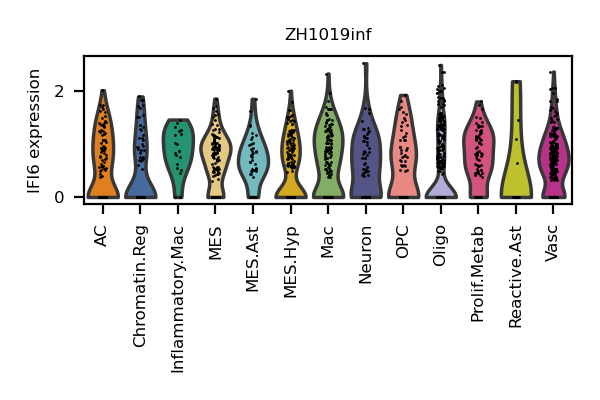 ZH1019inf
IFI6 expression
2
0
AC
Chromatin.Reg
Inflammatory.Mac
MES
MES.Ast
MES.Hyp
Mac
Neuron
OPC
Oligo
Prolif.Metab
Reactive.Ast
Vasc